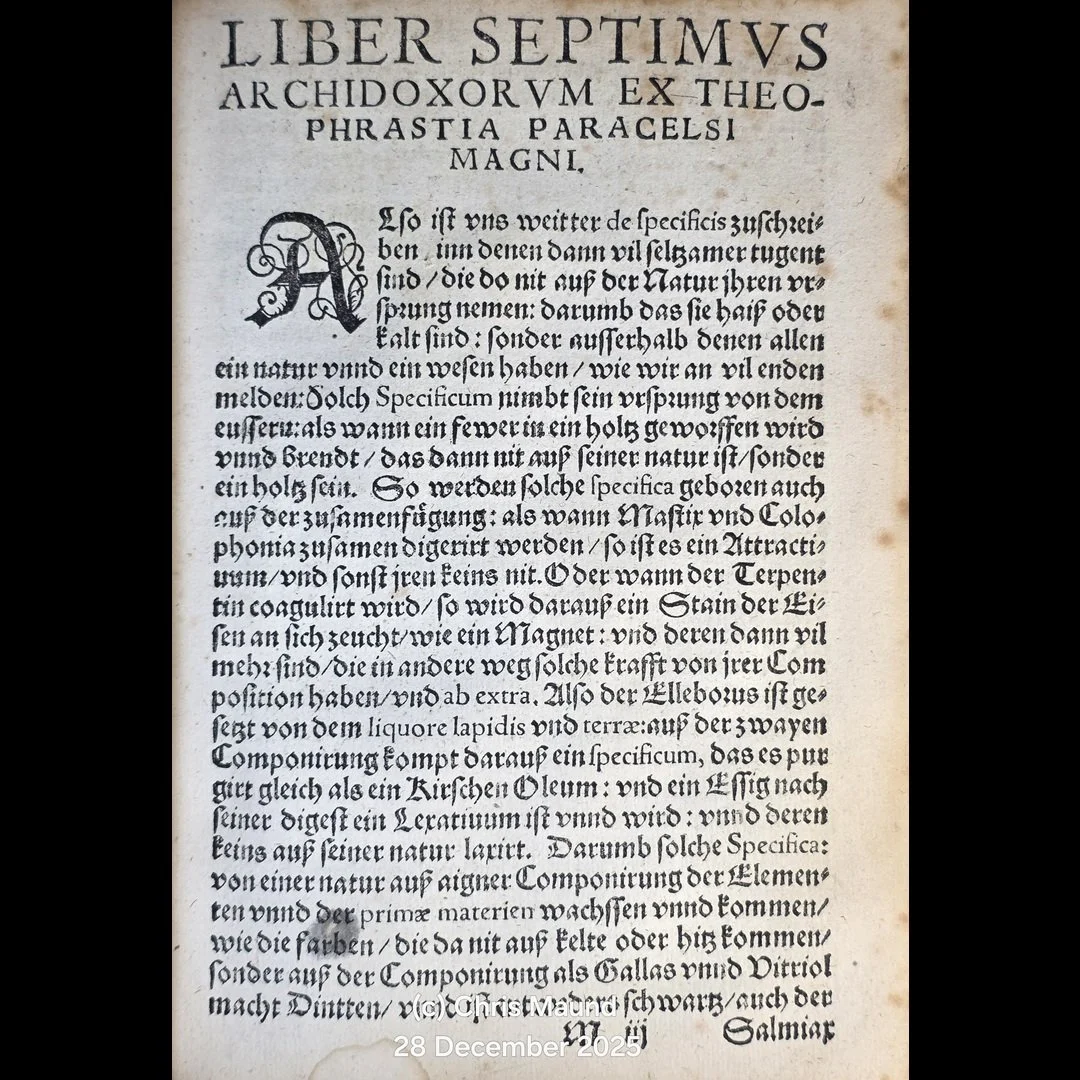 LIBER SEPTIMVS
ARCHIDOXORVM EX THEO-
PHRASTIA PARACELSI
MAGNI.
ALso ist vns weitter de specificis zuschrei⸗
ben, inn denen dann vil seltzamer tugent
sind / die do nit auß der Natur jhren vr⸗
sprung nemen: darumb das sie haiß oder
kalt sind: sonder ausserhalb denen allen
ein natur vnnd ein wesen haben / wie wir an vil enden
melden: Solch Specificum nimbt sein vrsprung von dem
eussern: als wann ein fewer in ein holtz geworffen wird
vnnd brendt / das dann nit auß seiner natur ist / sonder
ein holtz sein. So werden solche specifica geboren auch
auß der zusamenfuͤgung: als wann Mastix vnd Colo⸗
phonia zusamen digerirt werden / so ist es ein Attracti⸗
uum / vnd sonst jren keins nit. Oder wann der Terpen⸗
tin coagulirt wird / so wird darauß ein Stain der Ei⸗
sen an sich zeucht / wie ein Magnet: vnd deren dann vil
mehr sind / die in andere weg solche krafft von jrer Com
position haben / vnd ab extra. Also der Elleborus ist ge⸗
setzt von dem liquore lapidis vnd terræ: auß der zwayen
Componirung kompt darauß ein specificum, das es pur
girt gleich als ein Kirschen Oleum: vnd ein Essig nach
seiner digest ein Lexatiuum ist vnnd wird: vnnd deren
keins auß seiner natur laxirt. Darumb solche Specifica:
von einer natur auß aigner Componirung der Elemen⸗
ten vnnd der primæ materien wachssen vnnd kommen /
wie die farben / die da nit auß kelte oder hitz kommen /
sonder auß der Componirung als Gallas vnnd Vitriol
macht Dintten / vnnd schwartz / auch der
M iij Salmiax
(c) Chris Maund
28 December 2025